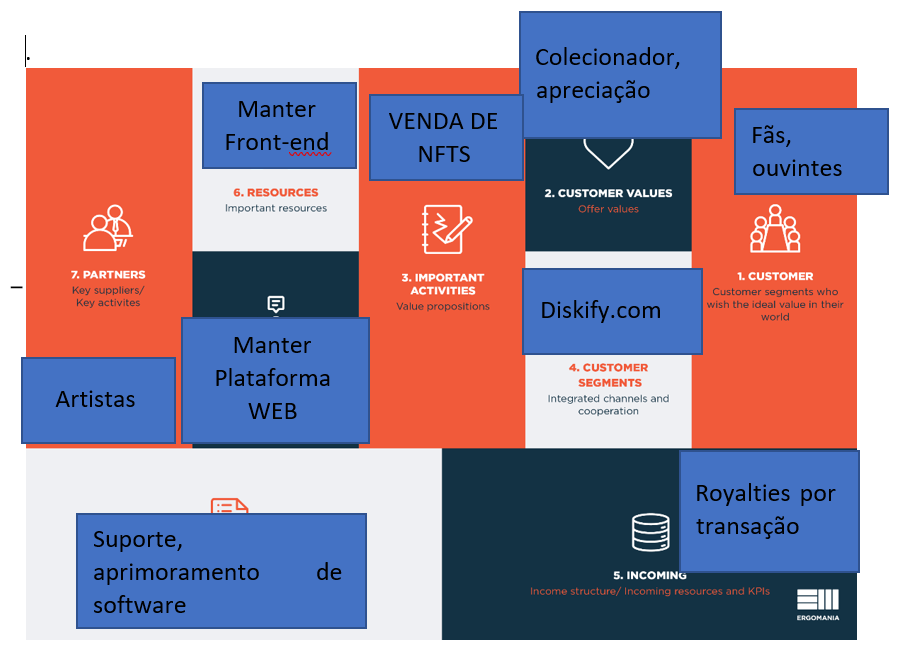 .
Colecionador,
apreciação
Manter
Front-end
VENDA DE
NFTS
Fãs,
ouvintes
6. RESOURCES
Important resources
2. CUSTOMER VALUES
Offer values
7. PARTNERS
Key suppliers/
Key activites
3. IMPORTANT
ACTIVITIES
Value propositions
1. CUSTOMER
Customer segments who
wish the ideal value in their
world
Diskify.com
Manter
Plataforma
WEB
Artistas
4. CUSTOMER
SEGMENTS
Integrated channels and
cooperation
Royalties por
transação
Suporte,
aprimoramento de
software
5. INCOMING
Income structure/ Incoming resources and KPIs
ERGOMANIA